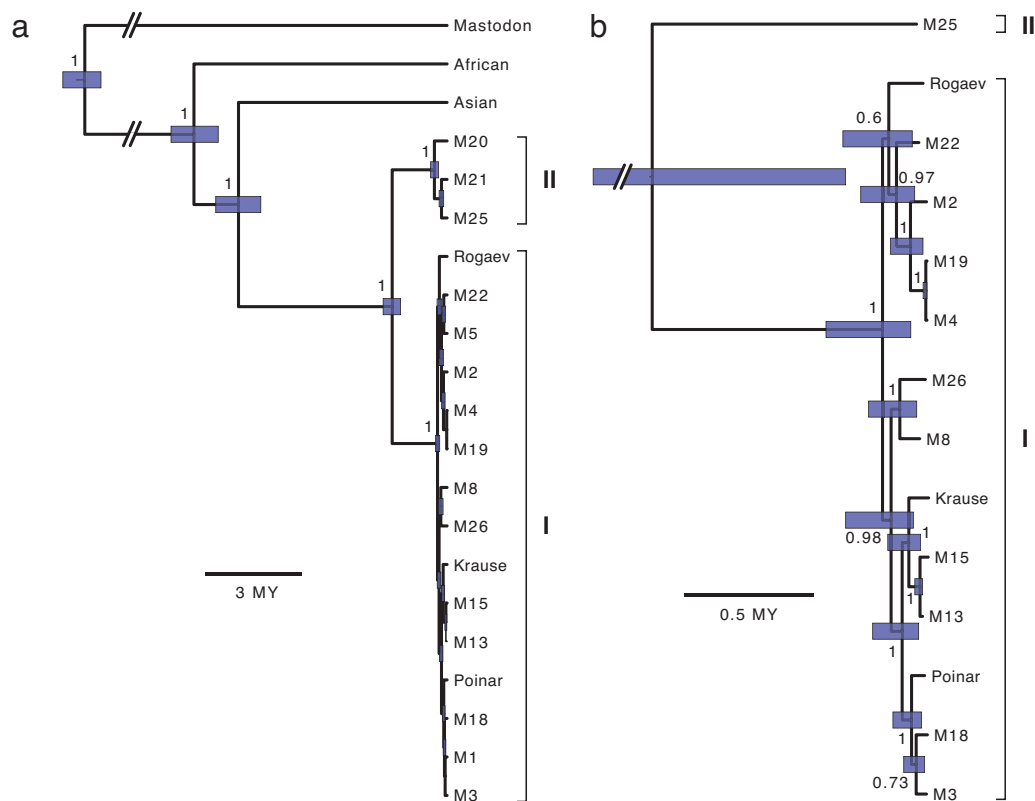 a
Mastodon
1
African
1
Asian
1
M20
1
M21
II
M25
1
Rogaev
M22
M5
M2
M4
1
M19
M8
M26
I
Krause
3 MY
M15
M13
Poinar
M18
M1
M3
b
M25
II
Rogaev
0.6
M22
0.97
M2
1
M19
1
M4
1
M26
1
M8
I
Krause
0.98
1
M15
0.5 MY
1
M13
1
Poinar
1
M18
0.73
M3